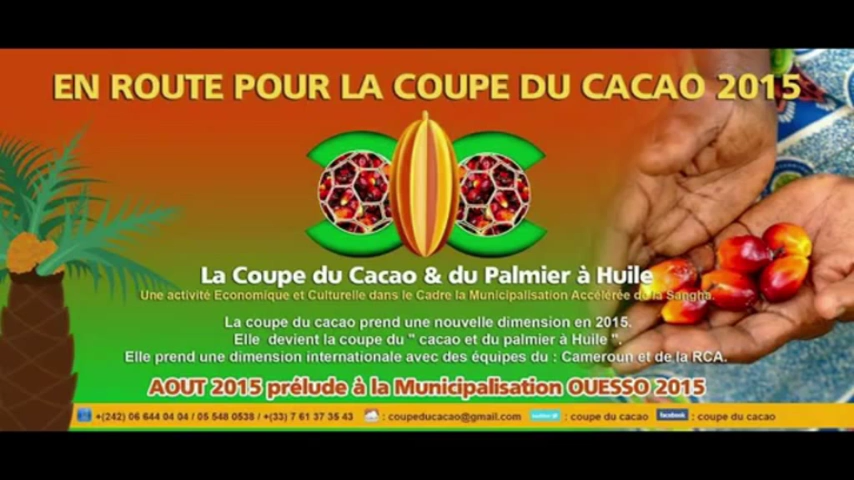 EN ROUTE POUR LA COUPE DU CACAO 2015
La Coupe du Cacao & du Palmier à Huile
Une activité Economique et Culturelle dans le Cadre la Municipalisation Accélérée de la Sangha.
La coupe du cacao prend une nouvelle dimension en 2015.
Elle devient la coupe du " cacao et du palmier à Huile ".
Elle prend une dimension internationale avec des équipes du : Cameroun et de la RCA.
AOUT 2015 prélude à la Municipalisation OUESSO 2015
+(242) 06 644 04 04 / 05 548 0538 / +(33) 7 61 37 35 43 : coupeducacao@gmail.com : coupe du cacao facebook : coupe du cacao